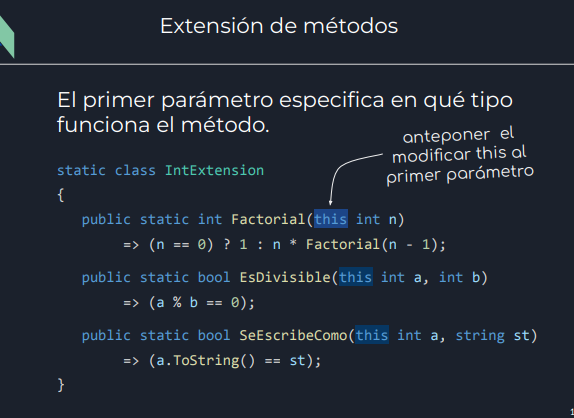 Extensión de métodos
El primer parámetro especifica en qué tipo
funciona el método.
anteponer el
modificar this al
primer parámetro
static class IntExtension
{
public static int Factorial(this int n)
=> (n == 0) ? 1 : n * Factorial(n - 1);
public static bool EsDivisible(this int a, int b)
=> (a % b == 0);
public static bool SeEscribeComo(this int a, string st)
=> (a.ToString() == st);
}